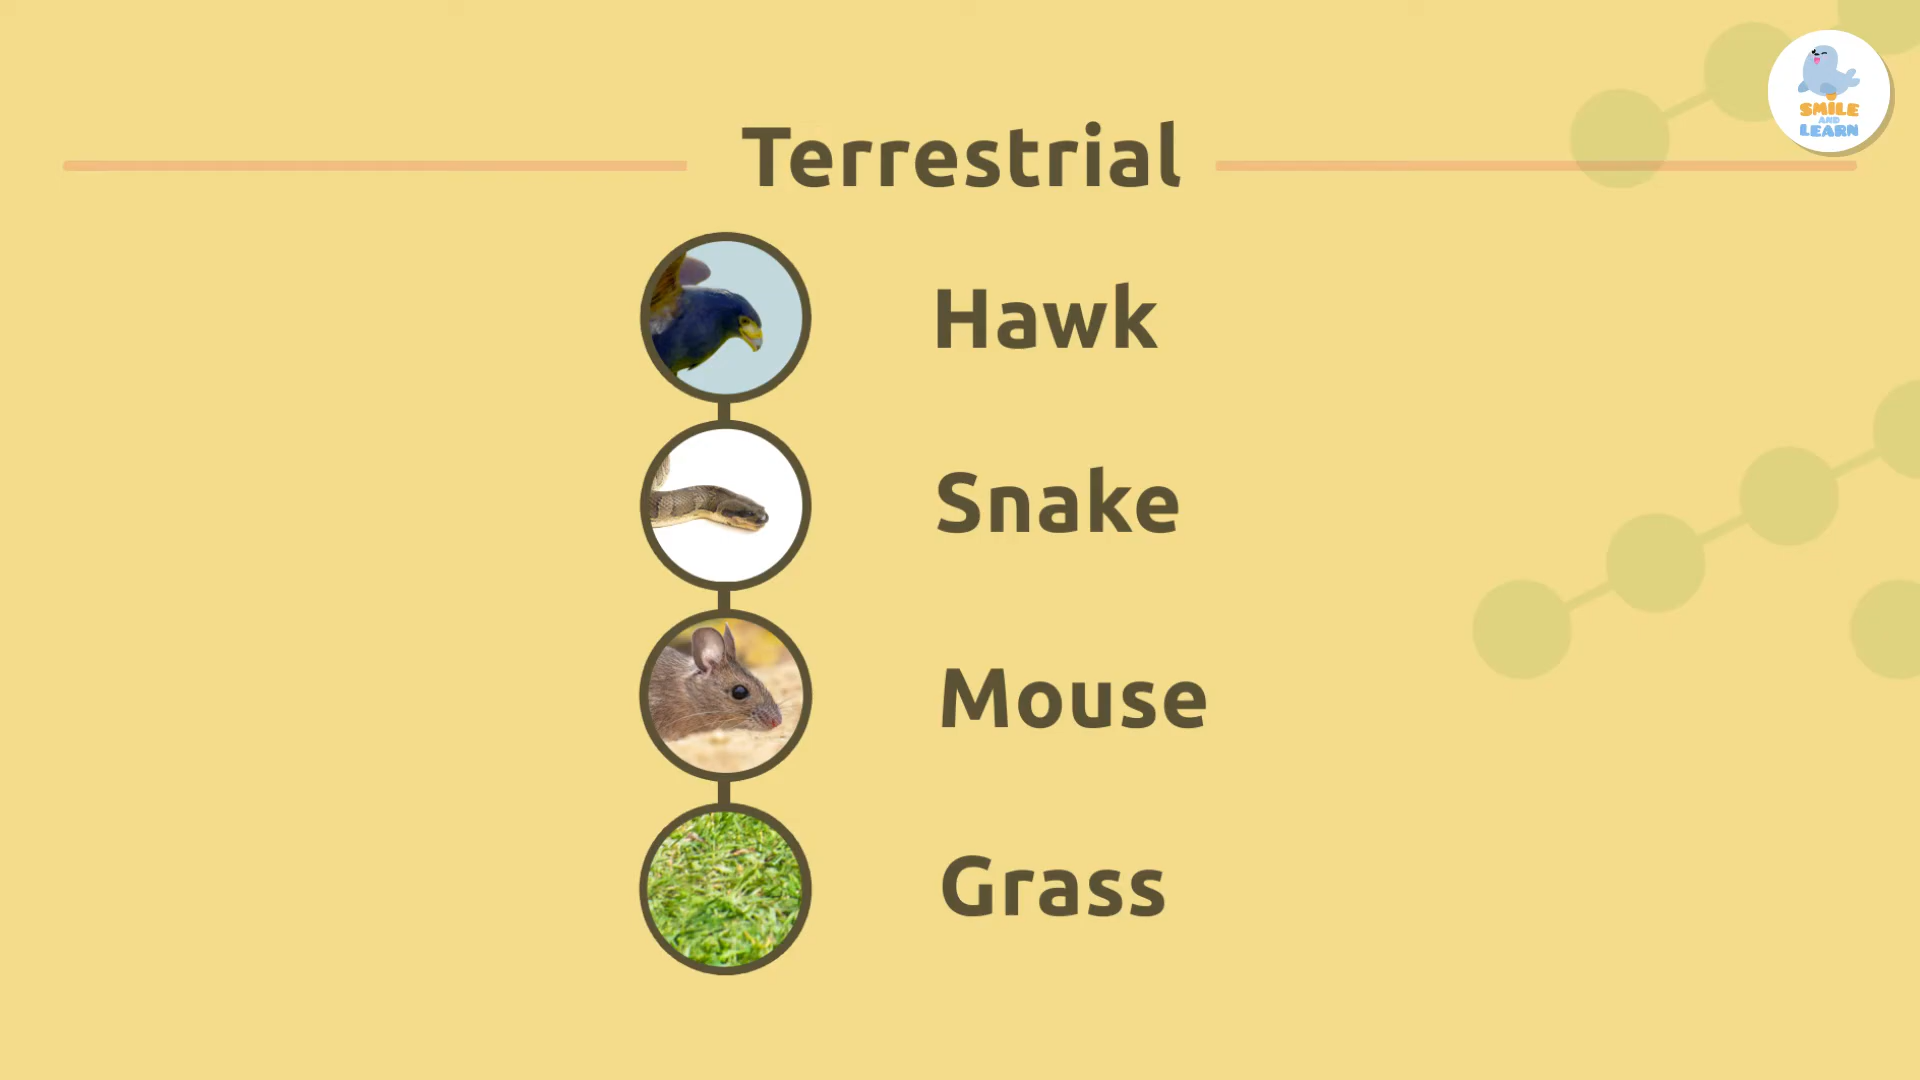 Terrestrial
SMILE
AND
LEARN
Hawk
Snake
Mouse
Grass